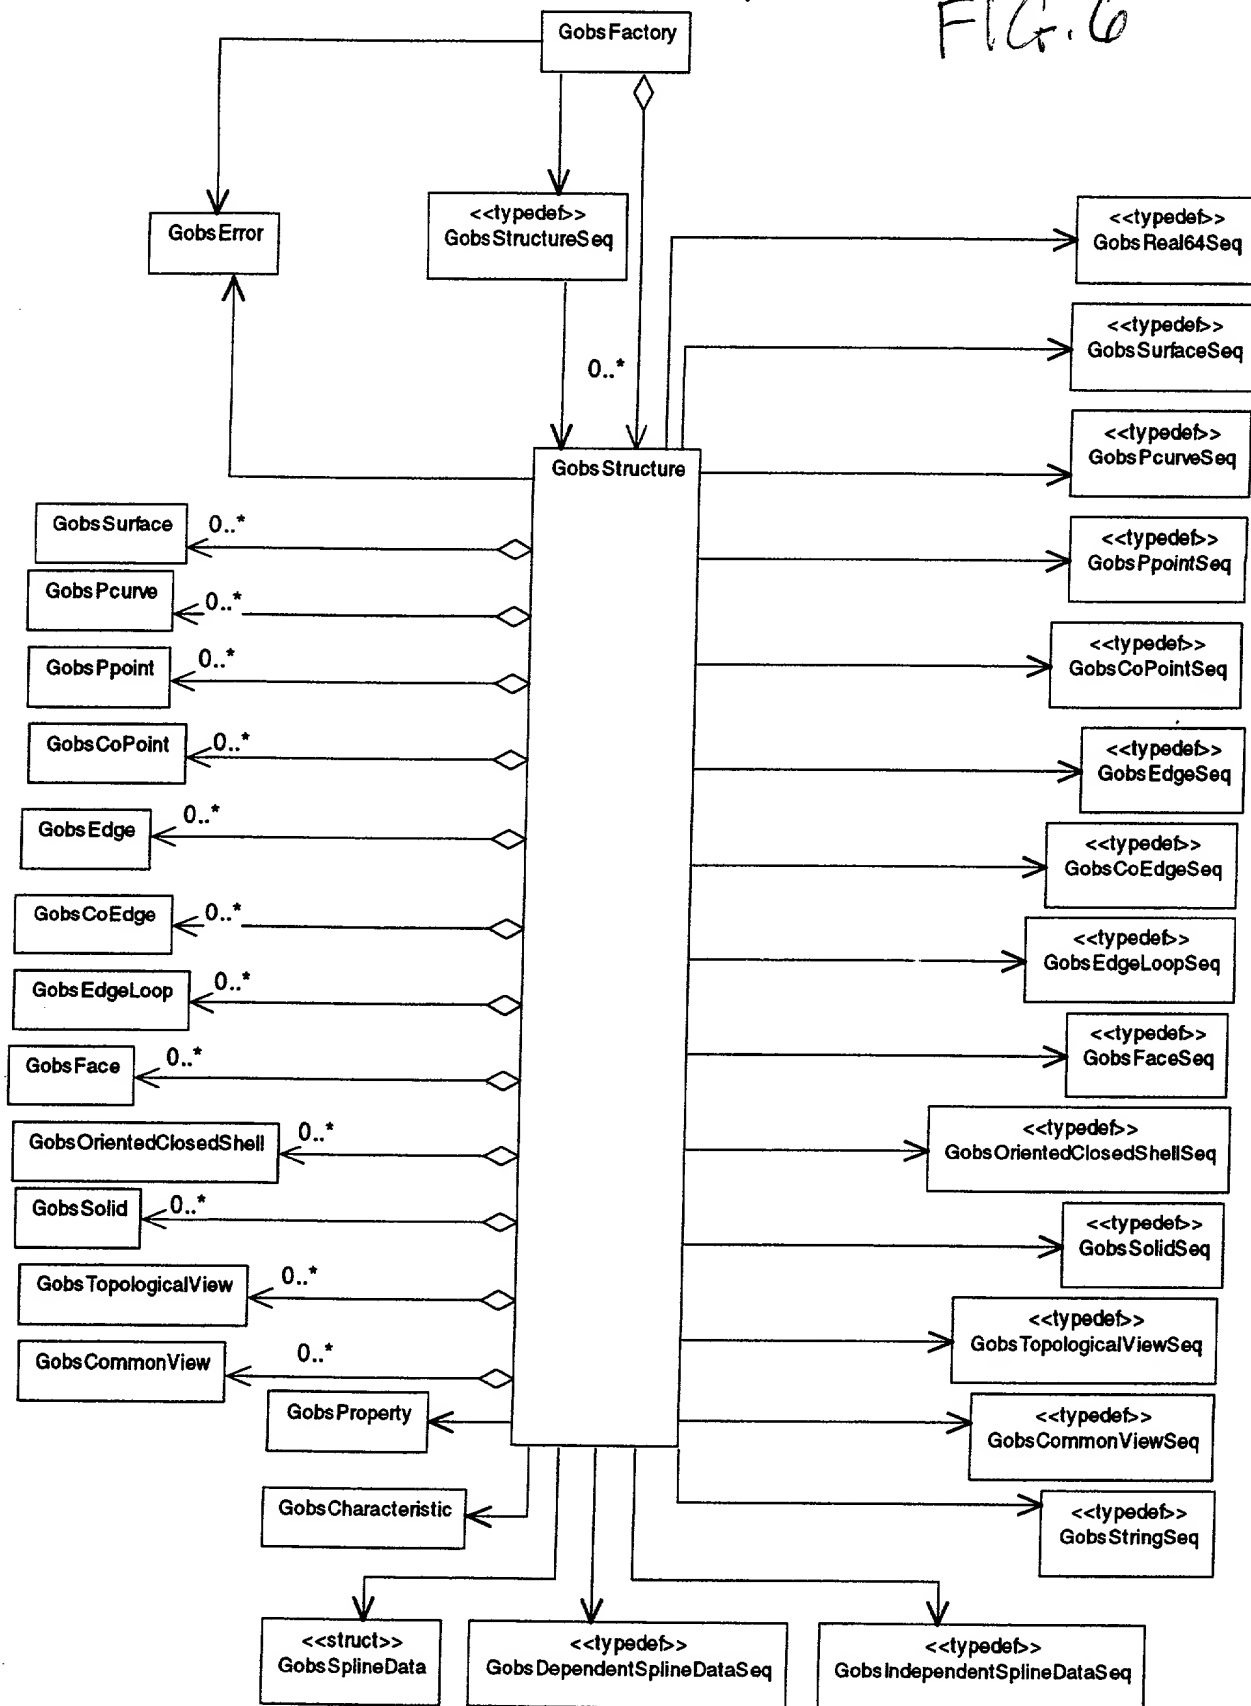 FIG. 6
GobsFactory
GobsError
<<typedef>>
GobsStructureSeq
0..*
GobsStructure
GobsSurface
0..*
GobsPcurve
0..*
GobsPpoint
0..*
GobsCoPoint
0..*
GobsEdge
0..*
GobsCoEdge
0..*
GobsEdgeLoop
0..*
GobsFace
0..*
GobsOrientedClosedShell
0..*
GobsSolid
0..*
GobsTopologicalView
0..*
GobsCommonView
0..*
GobsProperty
GobsCharacteristic
<<typedef>>
GobsReal64Seq
<<typedef>>
GobsSurfaceSeq
<<typedef>>
GobsPcurveSeq
<<typedef>>
GobsPpointSeq
<<typedef>>
GobsCoPointSeq
<<typedef>>
GobsEdgeSeq
<<typedef>>
GobsCoEdgeSeq
<<typedef>>
GobsEdgeLoopSeq
<<typedef>>
GobsFaceSeq
<<typedef>>
GobsOrientedClosedShellSeq
<<typedef>>
GobsSolidSeq
<<typedef>>
GobsTopologicalViewSeq
<<typedef>>
GobsCommonViewSeq
<<typedef>>
GobsStringSeq
<<struct>>
GobsSplineData
<<typedef>>
GobsDependentSplineDataSeq
<<typedef>>
GobsIndependentSplineDataSeq